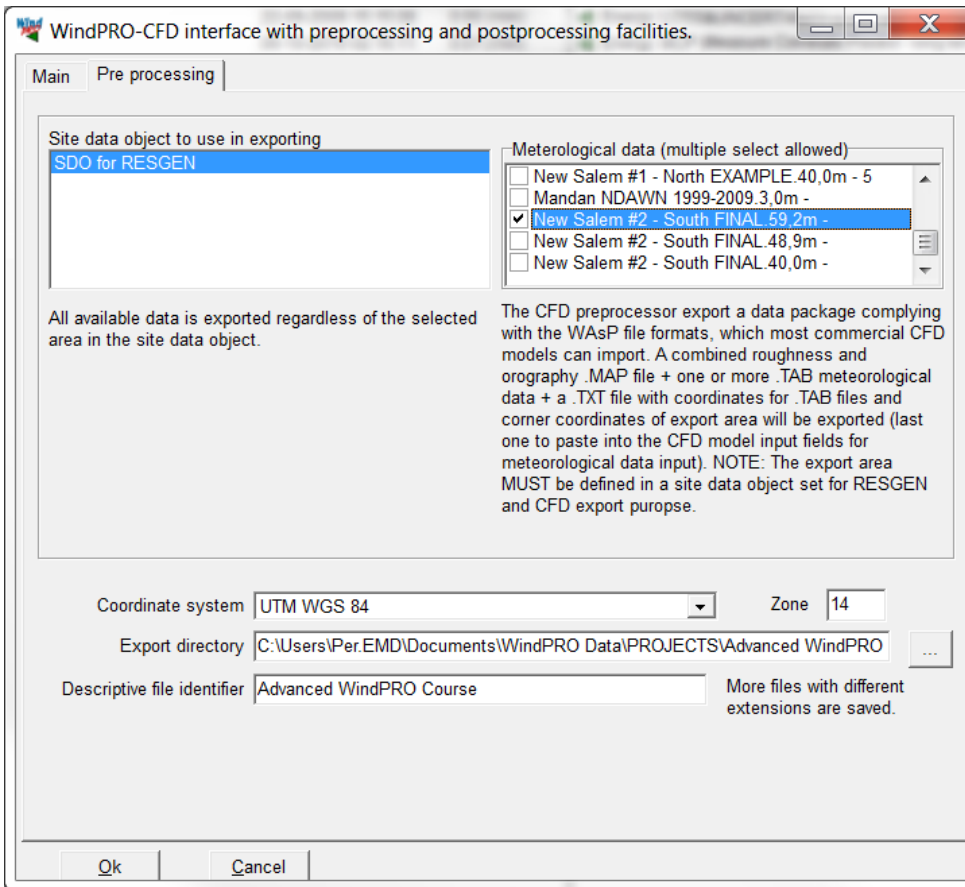 WindPRO-CFD interface with preprocessing and postprocessing facilities.
Main
Pre processing
Site data object to use in exporting
SDO for RESGEN
All available data is exported regardless of the selected
area in the site data object.
Meterological data (multiple select allowed)
New Salem #1 - North EXAMPLE.40,0m - 5
Mandan NDAWN 1999-2009.3,0m -
New Salem #2 - South FINAL.59,2m -
New Salem #2 - South FINAL.48,9m -
New Salem #2 - South FINAL.40,0m -
The CFD preprocessor export a data package complying
with the WAsP file formats, which most commercial CFD
models can import. A combined roughness and
orography .MAP file + one or more .TAB meteorological
data + a .TXT file with coordinates for .TAB files and
corner coordinates of export area will be exported (last
one to paste into the CFD model input fields for
meteorological data input). NOTE: The export area
MUST be defined in a site data object set for RESGEN
and CFD export puropse.
Coordinate system UTM WGS 84 Zone 14
Export directory C:\Users\Per.EMD\Documents\WindPRO Data\PROJECTS\Advanced WindPRO ...
Descriptive file identifier Advanced WindPRO Course
More files with different
extensions are saved.
Ok Cancel